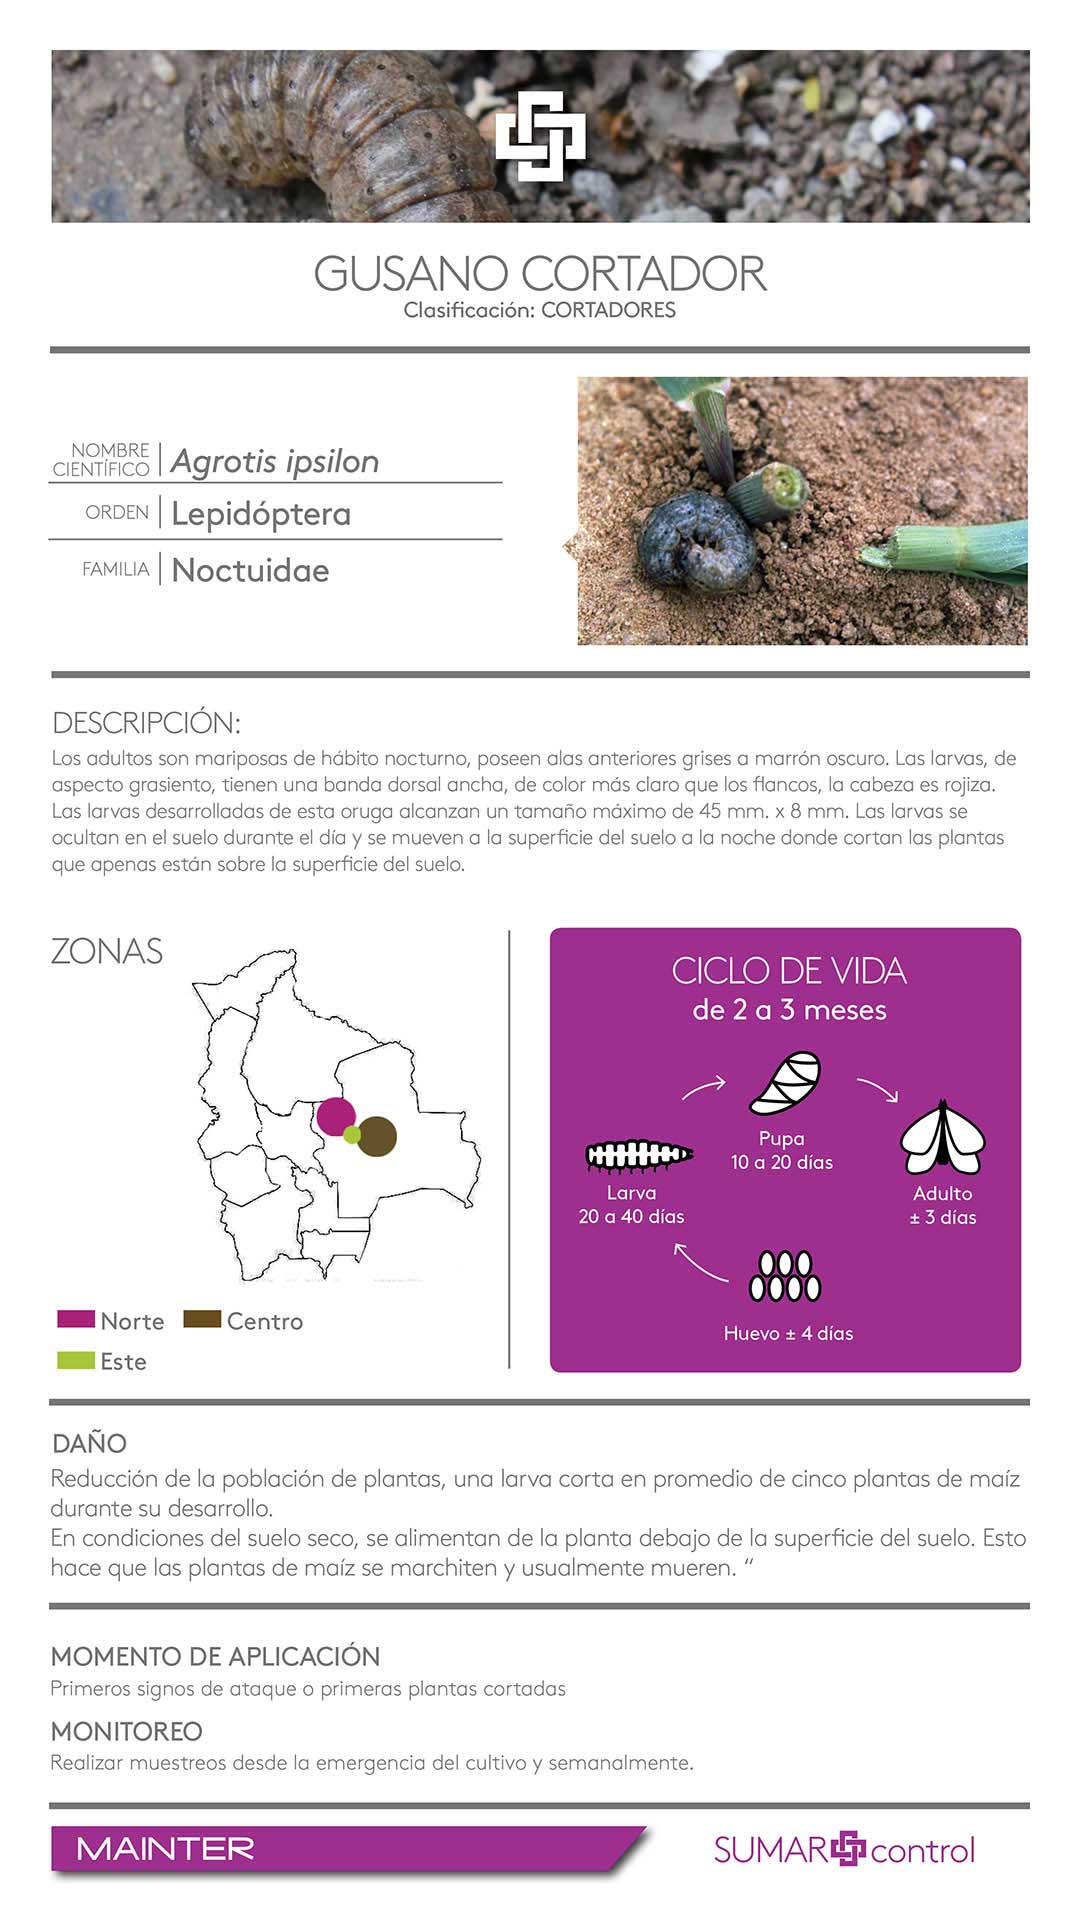 GUSANO CORTADOR
Clasificación: CORTADORES
NOMBRE
CIENTÍFICO
Agrotis ipsilon
ORDEN
Lepidóptera
FAMILIA
Noctuidae
DESCRIPCIÓN:
Los adultos son mariposas de hábito nocturno, poseen alas anteriores grises a marrón oscuro. Las larvas, de
aspecto grasiento, tienen una banda dorsal ancha, de color más claro que los flancos, la cabeza es rojiza.
Las larvas desarrolladas de esta oruga alcanzan un tamaño máximo de 45 mm. x 8 mm. Las larvas se
ocultan en el suelo durante el día y se mueven a la superficie del suelo a la noche donde cortan las plantas
que apenas están sobre la superficie del suelo.
ZONAS
Norte
Centro
Este
CICLO DE VIDA
de 2 a 3 meses
Pupa
10 a 20 días
Larva
20 a 40 días
Adulto
± 3 días
Huevo ± 4 días
DAÑO
Reducción de la población de plantas, una larva corta en promedio de cinco plantas de maíz
durante su desarrollo.
En condiciones del suelo seco, se alimentan de la planta debajo de la superficie del suelo. Esto
hace que las plantas de maíz se marchiten y usualmente mueren. “
MOMENTO DE APLICACIÓN
Primeros signos de ataque o primeras plantas cortadas
MONITOREO
Realizar muestreos desde la emergencia del cultivo y semanalmente.
MAINTER
SUMAR control